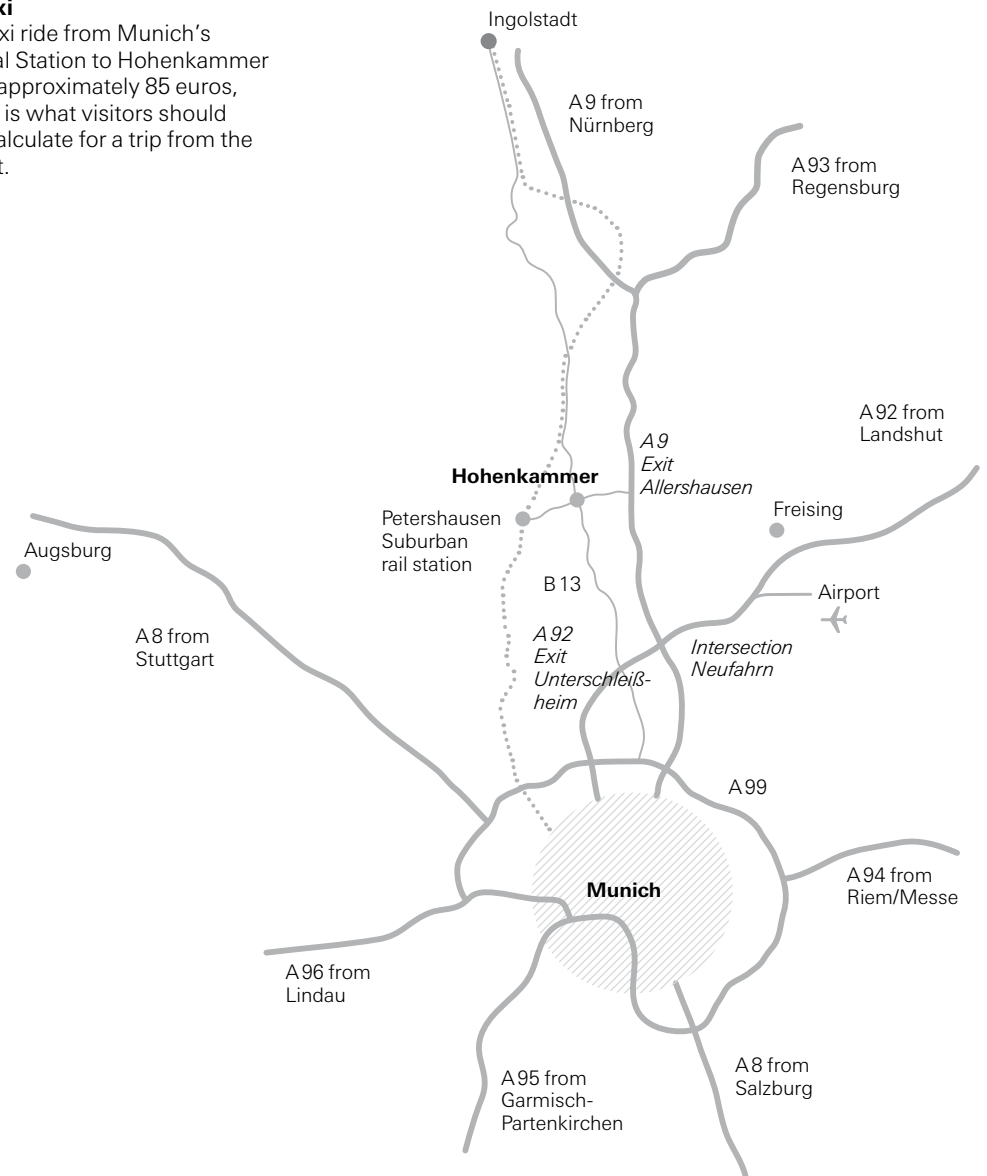 xi
xi ride from Munich's
al Station to Hohenkammer
approximately 85 euros,
is what visitors should
alculate for a trip from the
t.
Ingolstadt
A 9 from
Nürnberg
A 93 from
Regensburg
A 92 from
Landshut
A 9
Exit
Allershausen
Hohenkammer
Petershausen
Suburban
rail station
Freising
Augsburg
B 13
Airport
A 8 from
Stuttgart
A 92
Exit
Unterschleiß-
heim
Intersection
Neufahrn
A 99
Munich
A 94 from
Riem/Messe
A 96 from
Lindau
A 95 from
Garmisch-
Partenkirchen
A 8 from
Salzburg